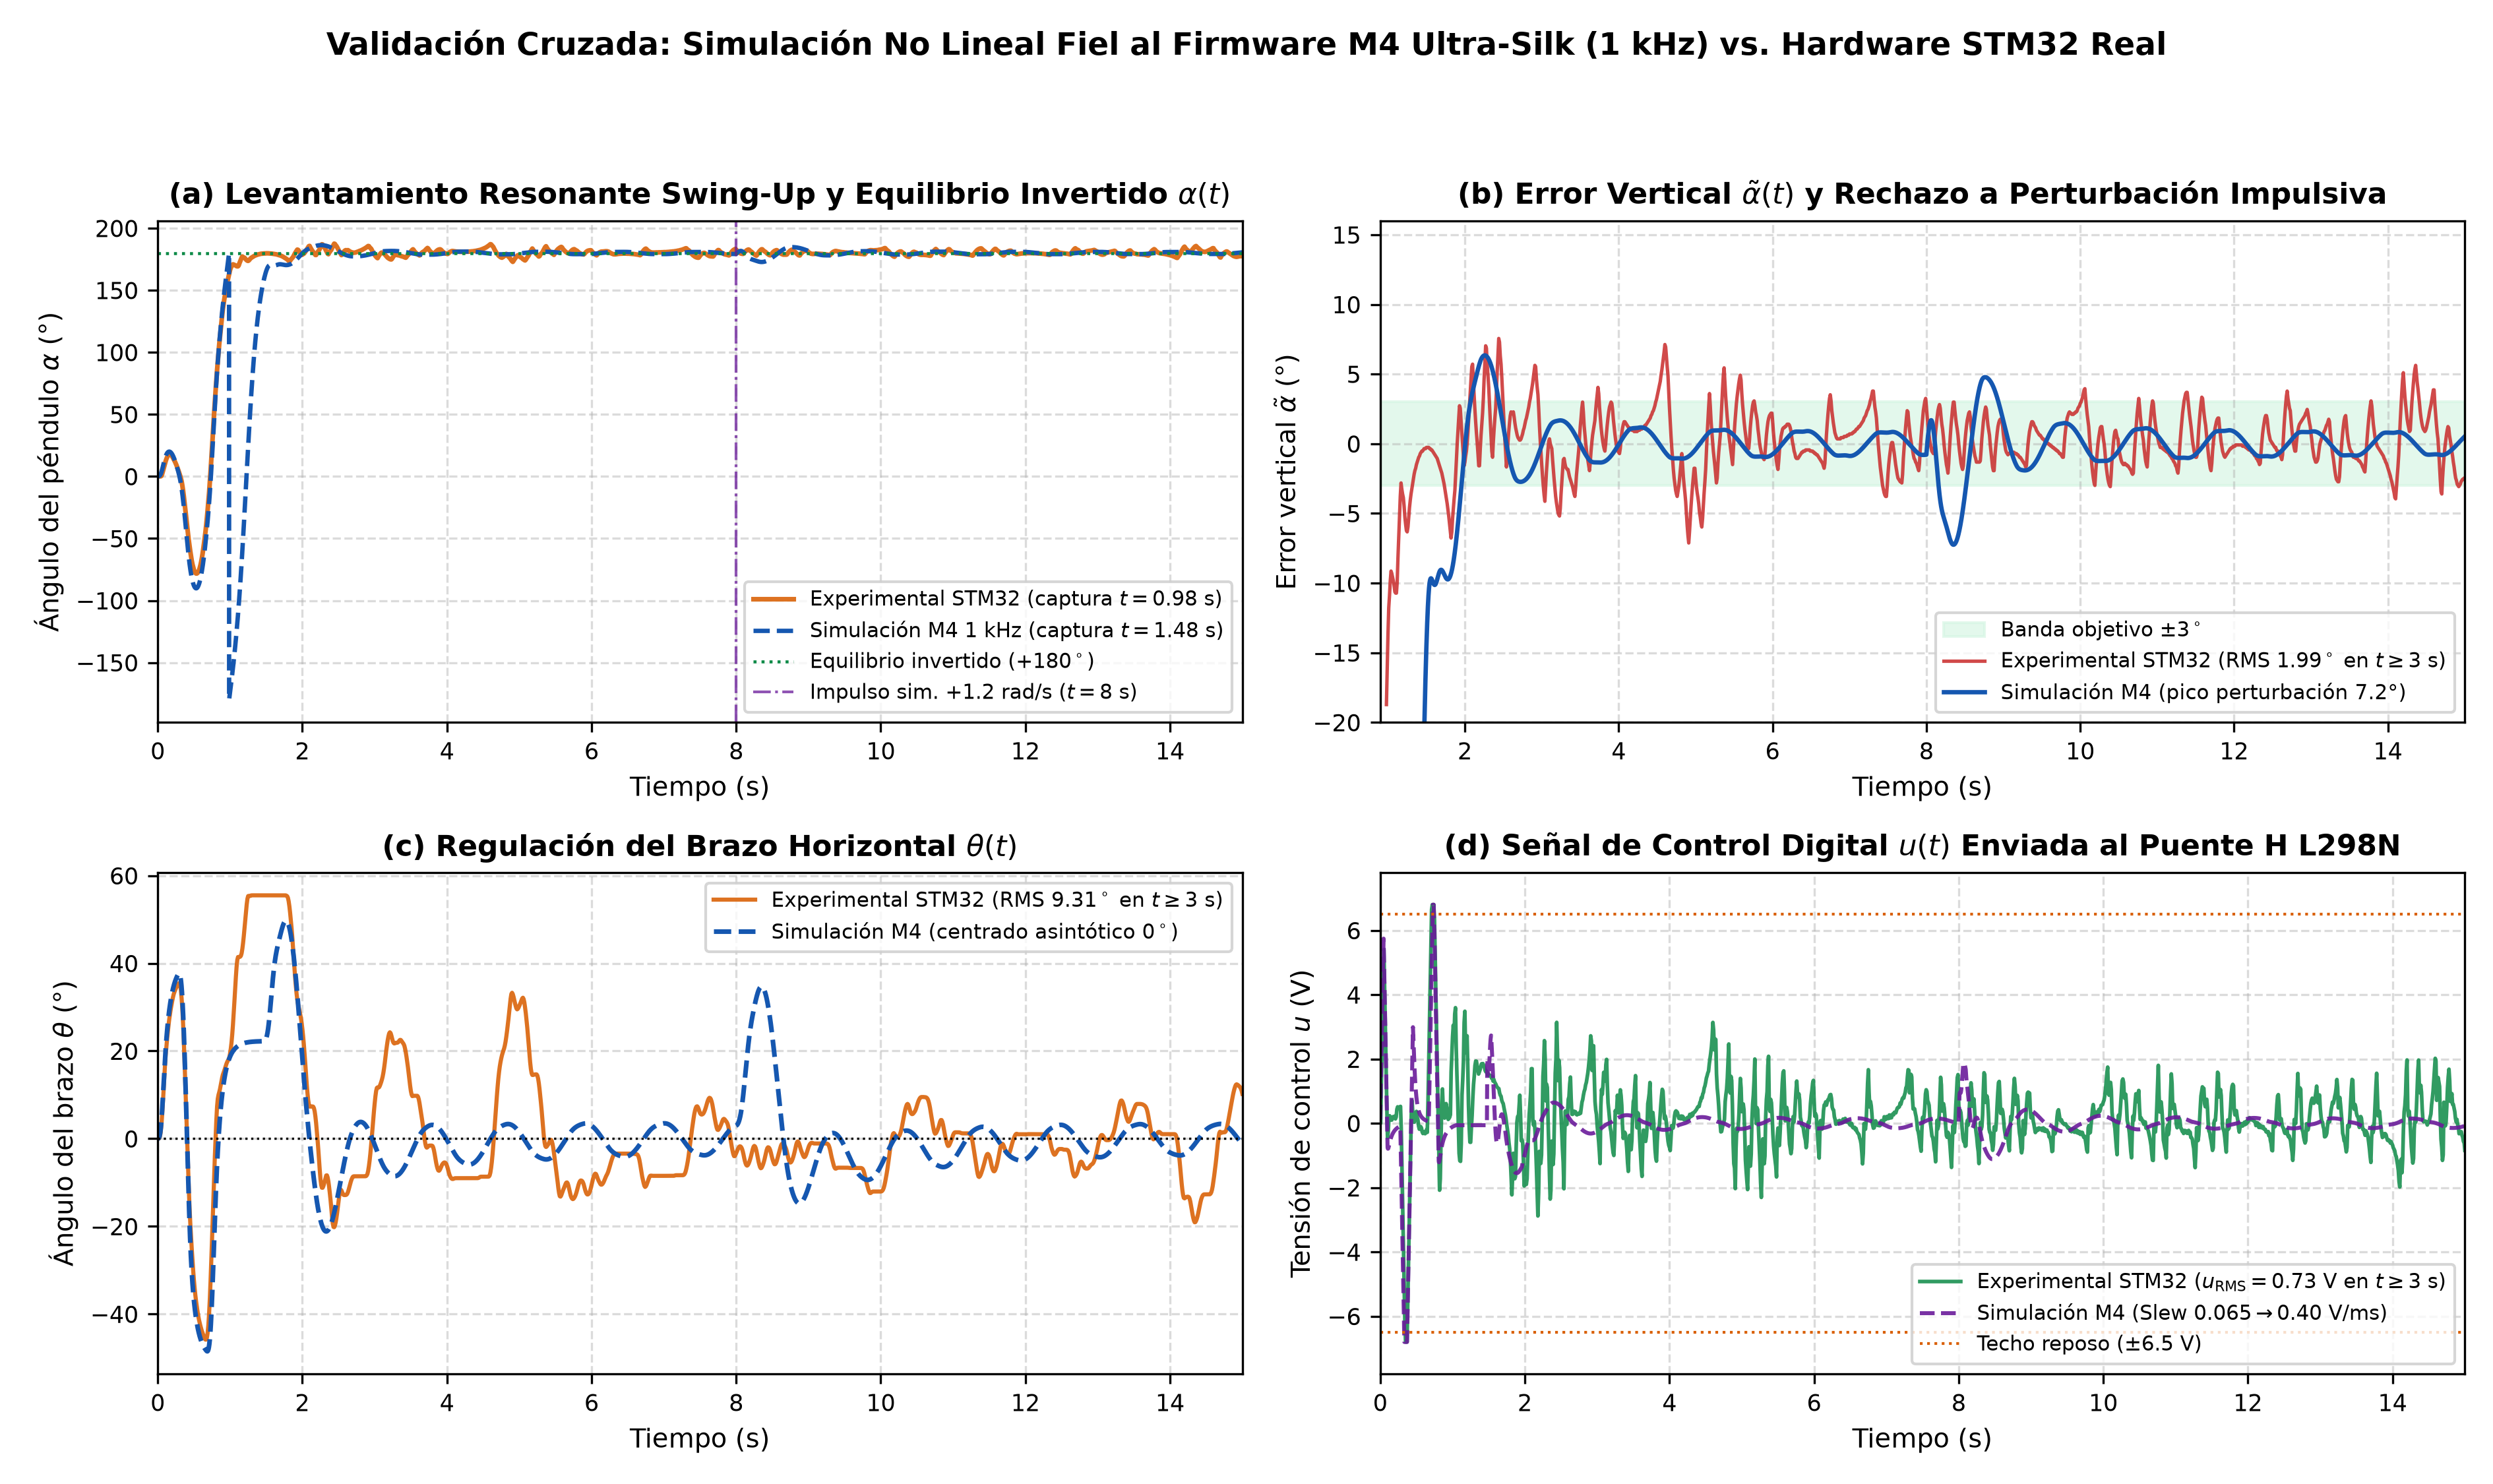 Validación Cruzada: Simulación No Lineal Fiel al Firmware M4 Ultra-Silk (1 kHz) vs. Hardware STM32 Real
(a) Levantamiento Resonante Swing-Up y Equilibrio Invertido α(t)
200
150
100
50
0
−50
−100
−150
Ángulo del péndulo α (°)
Experimental STM32 (captura t = 0.98 s)
Simulación M4 1 kHz (captura t = 1.48 s)
Equilibrio invertido (+180°)
Impulso sim. +1.2 rad/s (t = 8 s)
0 2 4 6 8 10 12 14
Tiempo (s)
(b) Error Vertical α̃(t) y Rechazo a Perturbación Impulsiva
15
10
5
0
−5
−10
−15
−20
Error vertical α̃ (°)
Banda objetivo ±3°
Experimental STM32 (RMS 1.99° en t ≥ 3 s)
Simulación M4 (pico perturbación 7.2°)
2 4 6 8 10 12 14
Tiempo (s)
(c) Regulación del Brazo Horizontal θ(t)
60
40
20
0
−20
−40
Ángulo del brazo θ (°)
Experimental STM32 (RMS 9.31° en t ≥ 3 s)
Simulación M4 (centrado asintótico 0°)
0 2 4 6 8 10 12 14
Tiempo (s)
(d) Señal de Control Digital u(t) Enviada al Puente H L298N
6
4
2
0
−2
−4
−6
Tensión de control u (V)
Experimental STM32 (uRMS = 0.73 V en t ≥ 3 s)
Simulación M4 (Slew 0.065 → 0.40 V/ms)
Techo reposo (±6.5 V)
0 2 4 6 8 10 12 14
Tiempo (s)